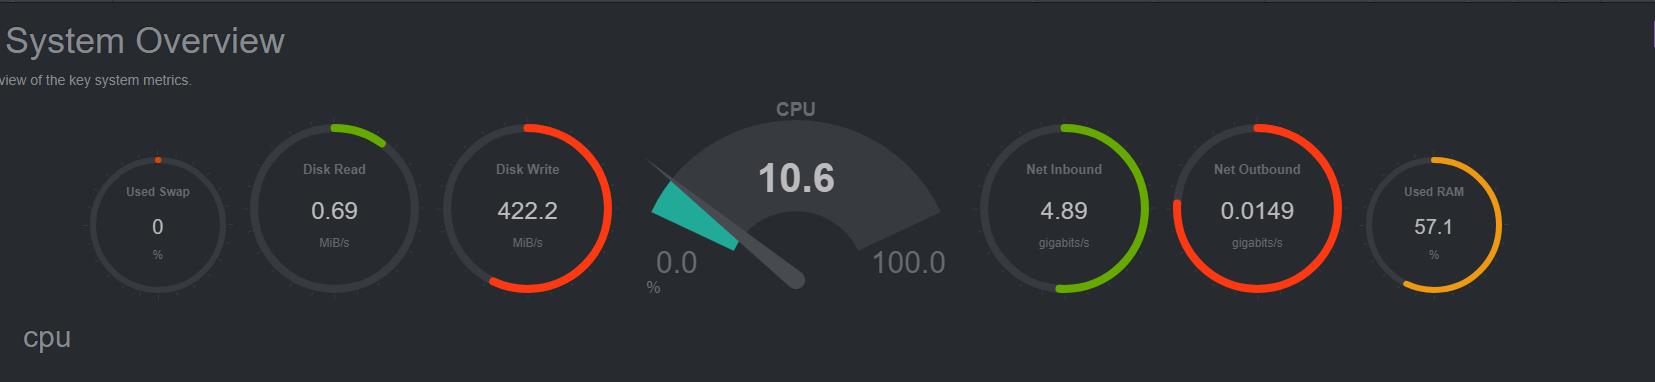 System Overview
view of the key system metrics.
Used Swap
0
%
Disk Read
0.69
MiB/s
Disk Write
422.2
MiB/s
CPU
10.6
0.0
100.0
%
Net Inbound
4.89
gigabits/s
Net Outbound
0.0149
gigabits/s
Used RAM
57.1
%
cpu